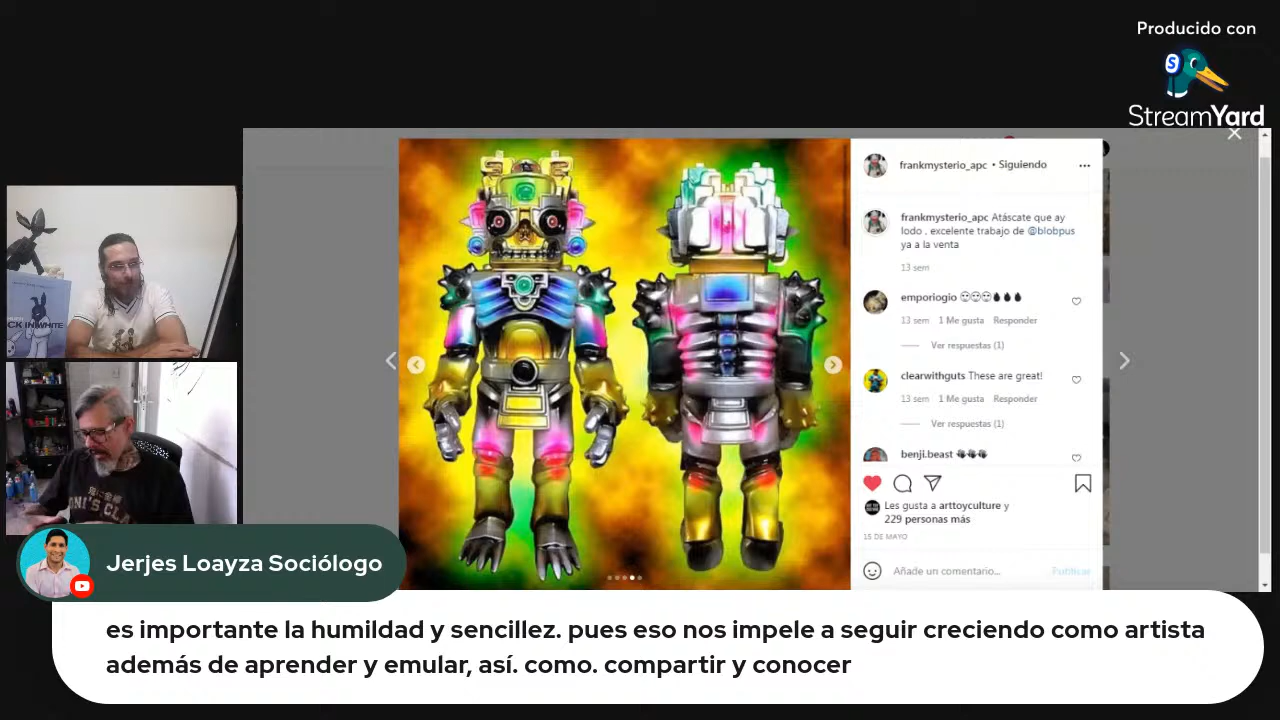 Producido con
StreamYard
frankmysterio_apc • Siguiendo
frankmysterio_apc Atáscate que ay
lodo . excelente trabajo de @blobpus
ya a la venta
13 sem
emporiogio
13 sem 1 Me gusta Responder
Ver respuestas (1)
clearwithguts These are great!
13 sem 1 Me gusta Responder
Ver respuestas (1)
benji.beast
Les gusta a arttoyculture y
229 personas más
15 DE MAYO
Añade un comentario... Publicar
CK IN WHITE
Jerjes Loayza Sociólogo
es importante la humildad y sencillez. pues eso nos impele a seguir creciendo como artista
además de aprender y emular, así. como. compartir y conocer